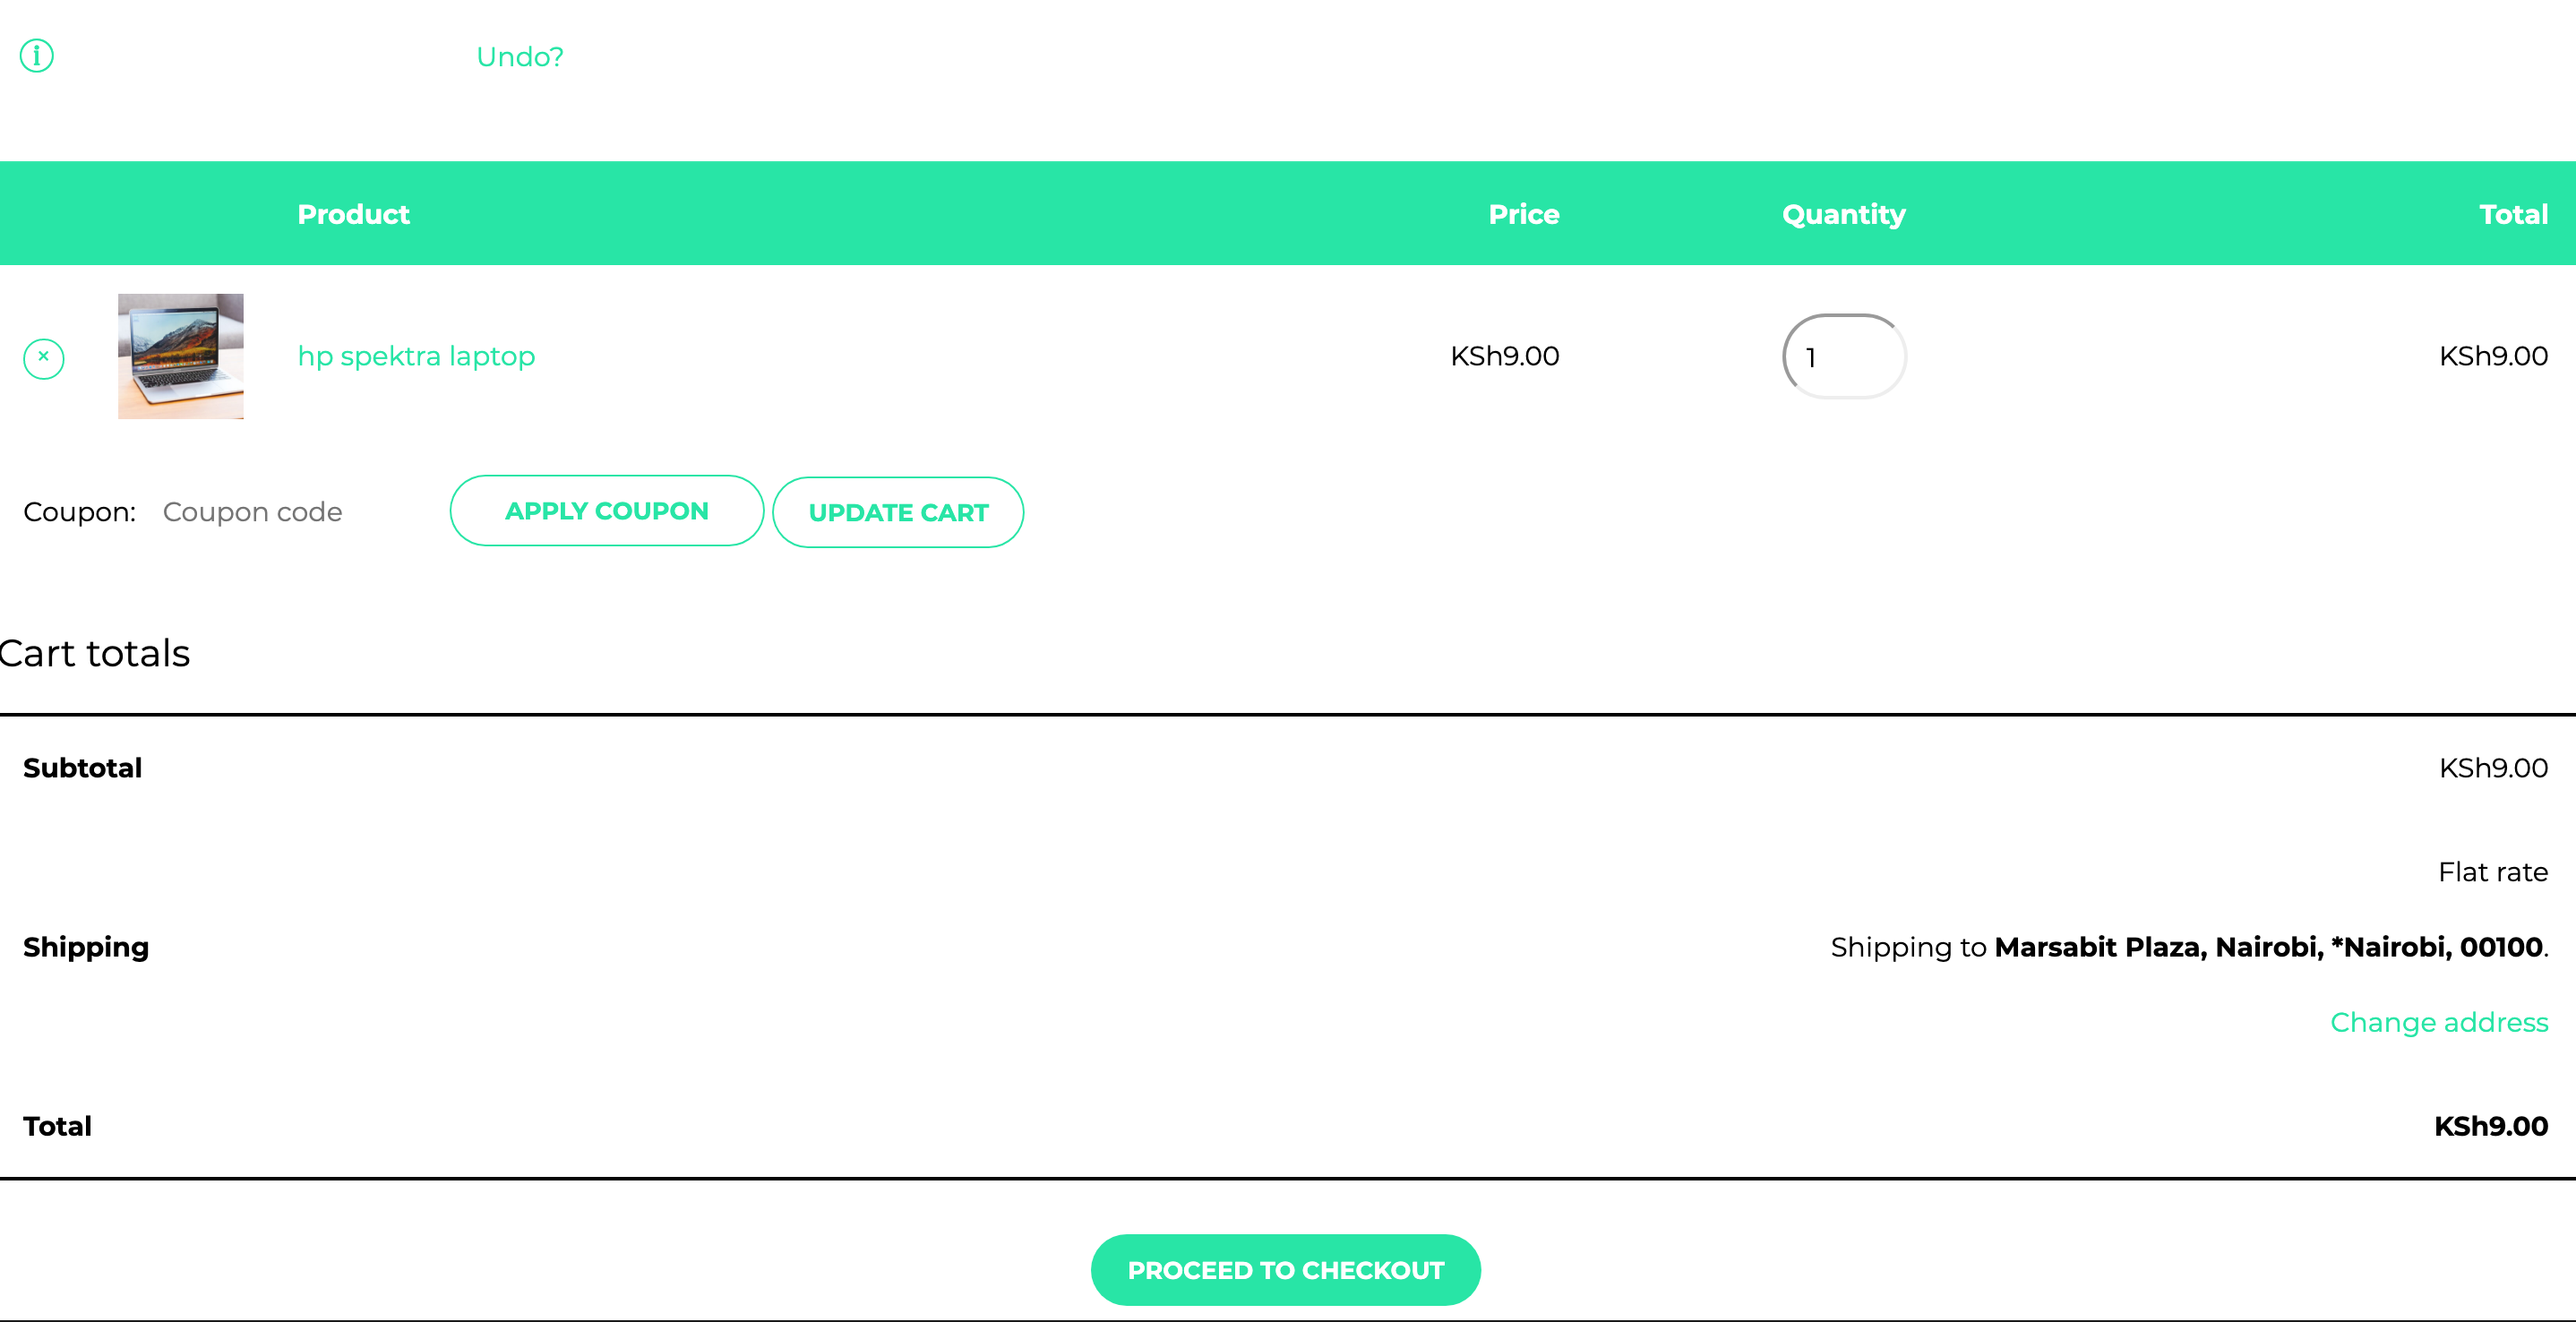 Undo?
Product Price Quantity Total
× hp spektra laptop KSh9.00 1 KSh9.00
Coupon: Coupon code APPLY COUPON UPDATE CART
Cart totals
Subtotal KSh9.00
Flat rate
Shipping Shipping to Marsabit Plaza, Nairobi, *Nairobi, 00100.
Change address
Total KSh9.00
PROCEED TO CHECKOUT